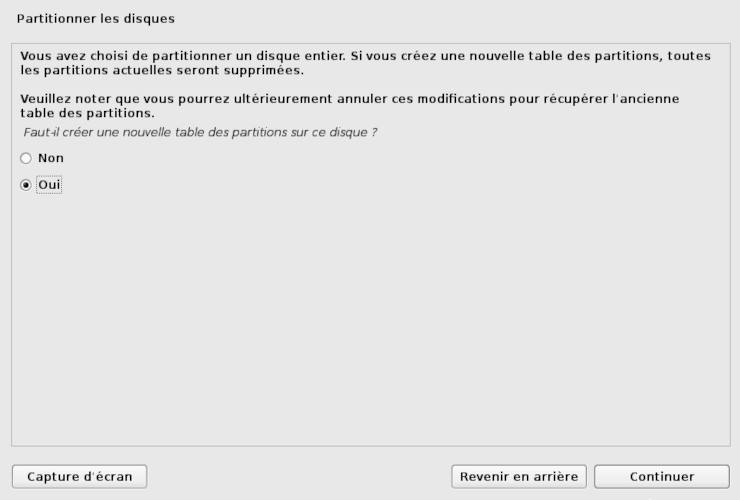 Partitionner les disques
Vous avez choisi de partitionner un disque entier. Si vous créez une nouvelle table des partitions, toutes
les partitions actuelles seront supprimées.
Veuillez noter que vous pourrez ultérieurement annuler ces modifications pour récupérer l'ancienne
table des partitions.
Faut-il créer une nouvelle table des partitions sur ce disque ?
Non
Oui
Capture d'écran
Revenir en arrière
Continuer